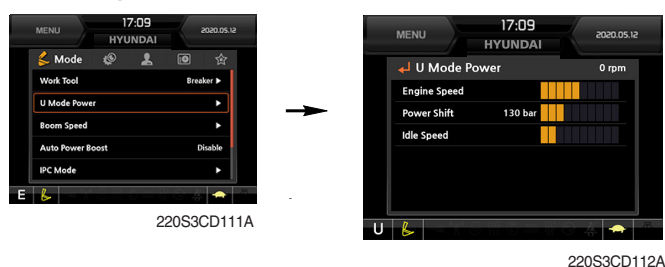 MENU 17:09 2020.05.12
HYUNDAI
Mode
Work Tool Breaker ▶
U Mode Power ▶
Boom Speed ▶
Auto Power Boost Disable
IPC Mode ▶
E
220S3CD111A
MENU 17:09 2020.05.12
HYUNDAI
U Mode Power 0 rpm
Engine Speed
Power Shift 130 bar
Idle Speed
U
220S3CD112A